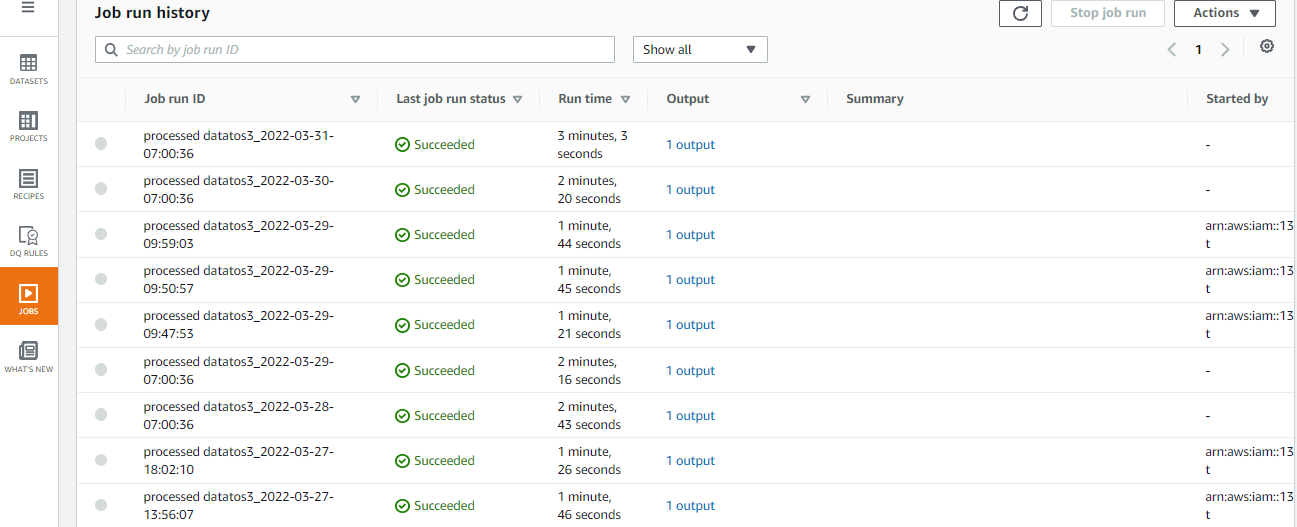 Job run history
Stop job run
Actions
Search by job run ID
Show all
1
DATASETS
PROJECTS
RECIPES
DQ RULES
JOBS
WHAT'S NEW
Job run ID
Last job run status
Run time
Output
Summary
Started by
processed datatos3_2022-03-31-
07:00:36
Succeeded
3 minutes, 3
seconds
1 output
-
processed datatos3_2022-03-30-
07:00:36
Succeeded
2 minutes,
20 seconds
1 output
-
processed datatos3_2022-03-29-
09:59:03
Succeeded
1 minute,
44 seconds
1 output
arn:aws:iam::13
t
processed datatos3_2022-03-29-
09:50:57
Succeeded
1 minute,
45 seconds
1 output
arn:aws:iam::13
t
processed datatos3_2022-03-29-
09:47:53
Succeeded
1 minute,
21 seconds
1 output
arn:aws:iam::13
t
processed datatos3_2022-03-29-
07:00:36
Succeeded
2 minutes,
16 seconds
1 output
-
processed datatos3_2022-03-28-
07:00:36
Succeeded
2 minutes,
43 seconds
1 output
-
processed datatos3_2022-03-27-
18:02:10
Succeeded
1 minute,
26 seconds
1 output
arn:aws:iam::13
t
processed datatos3_2022-03-27-
13:56:07
Succeeded
1 minute,
46 seconds
1 output
arn:aws:iam::13
t